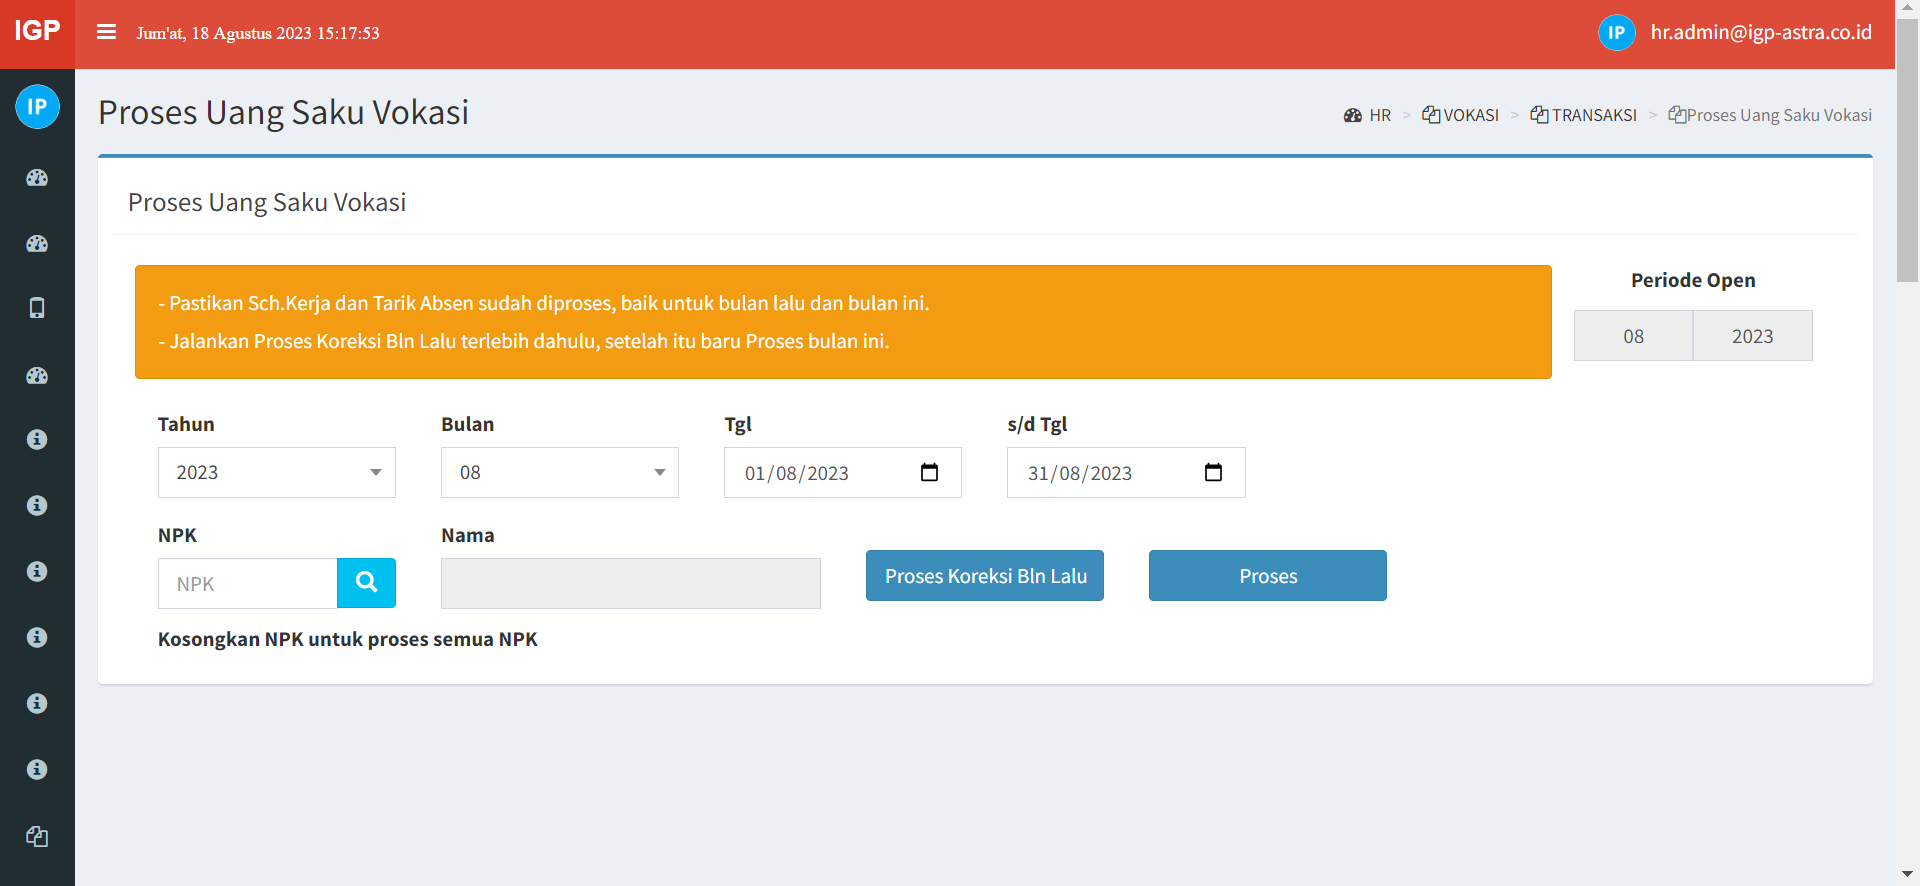 IGP
Jum'at, 18 Agustus 2023 15:17:53
IP
hr.admin@igp-astra.co.id
IP
Proses Uang Saku Vokasi
HR > VOKASI > TRANSAKSI > Proses Uang Saku Vokasi
Proses Uang Saku Vokasi
- Pastikan Sch.Kerja dan Tarik Absen sudah diproses, baik untuk bulan lalu dan bulan ini.
- Jalankan Proses Koreksi Bln Lalu terlebih dahulu, setelah itu baru Proses bulan ini.
Periode Open
08 2023
Tahun Bulan Tgl s/d Tgl
2023 08 01/08/2023 31/08/2023
NPK Nama
NPK Proses Koreksi Bln Lalu Proses
Kosongkan NPK untuk proses semua NPK